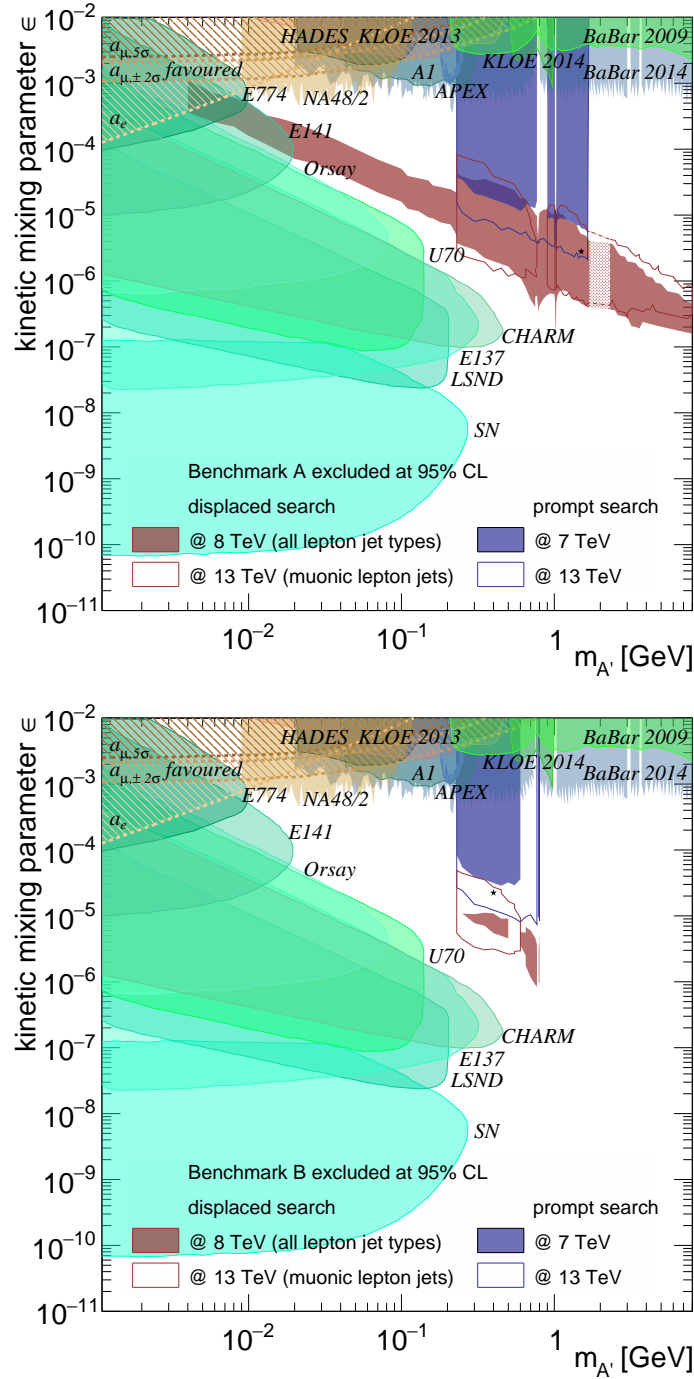 kinetic mixing parameter ϵ
10⁻²
10⁻³
10⁻⁴
10⁻⁵
10⁻⁶
10⁻⁷
10⁻⁸
10⁻⁹
10⁻¹⁰
10⁻¹¹
HADES KLOE 2013 BaBar 2009
aμ,5σ
aμ,±2σ favoured A1 KLOE 2014 BaBar 2014
E774 NA48/2 APEX
ae
E141
Orsay
U70
CHARM
E137
LSND
SN
Benchmark A excluded at 95% CL
displaced search prompt search
@ 8 TeV (all lepton jet types) @ 7 TeV
@ 13 TeV (muonic lepton jets) @ 13 TeV
10⁻² 10⁻¹ 1
mA' [GeV]
kinetic mixing parameter ϵ
10⁻²
10⁻³
10⁻⁴
10⁻⁵
10⁻⁶
10⁻⁷
10⁻⁸
10⁻⁹
10⁻¹⁰
10⁻¹¹
HADES KLOE 2013 BaBar 2009
aμ,5σ
aμ,±2σ favoured A1 KLOE 2014 BaBar 2014
E774 NA48/2 APEX
ae
E141
Orsay
U70
CHARM
E137
LSND
SN
Benchmark B excluded at 95% CL
displaced search prompt search
@ 8 TeV (all lepton jet types) @ 7 TeV
@ 13 TeV (muonic lepton jets) @ 13 TeV
10⁻² 10⁻¹ 1
mA' [GeV]